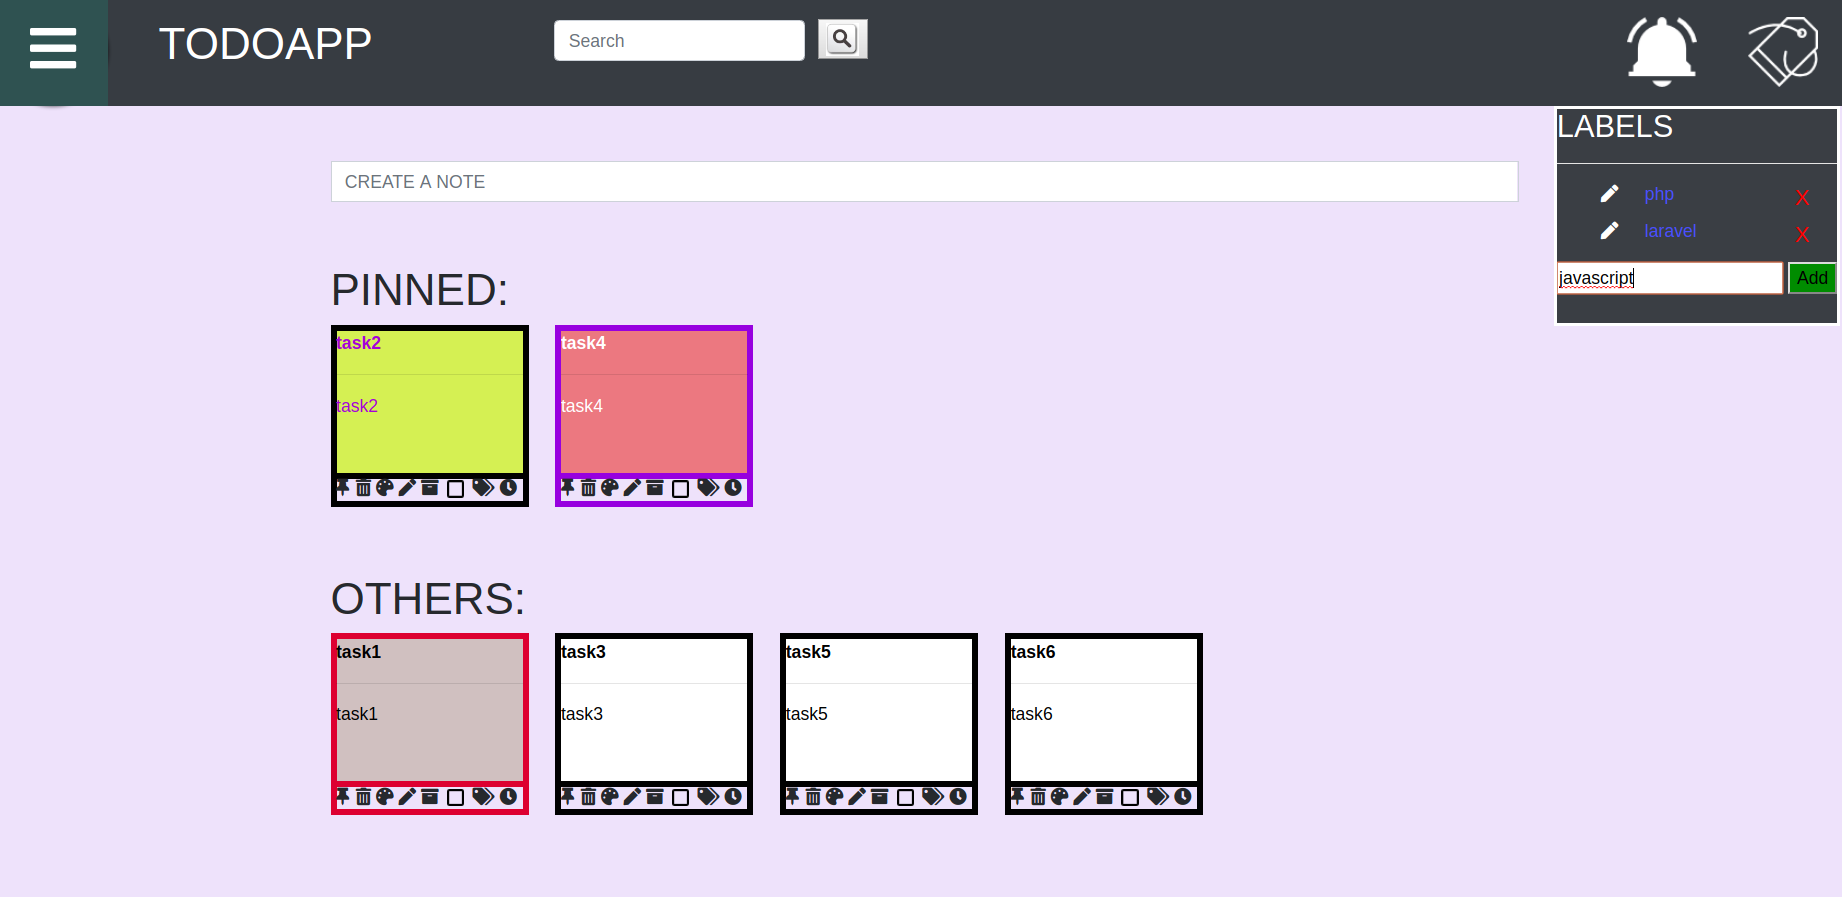 TODOAPP
Search
LABELS
php
X
laravel
X
javascript
Add
CREATE A NOTE
PINNED:
task2
task4
task2
task4
OTHERS:
task1
task3
task5
task6
task1
task3
task5
task6